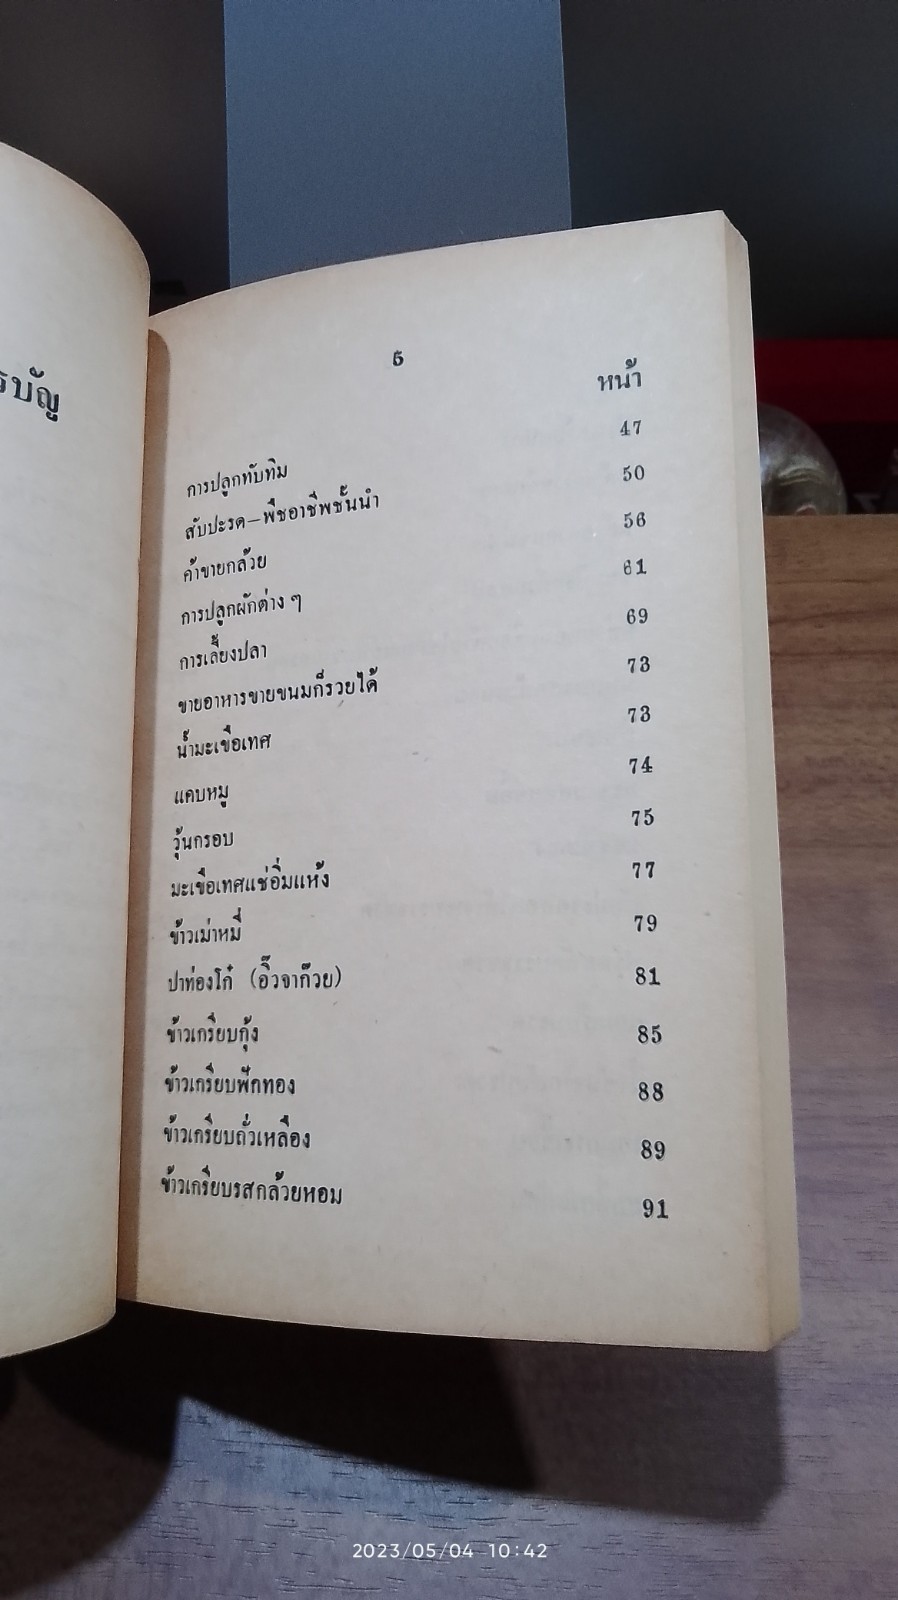 รบัญ
5
หน้า
การปลูกทับทิม 47
สับปะรด—พืชอาชีพชั้นนำ 50
ค้าขายกล้วย 56
การปลูกผักต่าง ๆ 61
การเลี้ยงปลา 69
ขายอาหารขายขนมก็รวยได้ 73
น้ำมะเขือเทศ 73
แคบหมู 74
วุ้นกรอบ 75
มะเขือเทศแช่อิ่มแห้ง 77
ข้าวเม่าหมี่ 79
ปาท่องโก๋ (อิ้วจาก๊วย) 81
ข้าวเกรียบกุ้ง 85
ข้าวเกรียบฟักทอง 88
ข้าวเกรียบถั่วเหลือง 89
ข้าวเกรียบรสกล้วยหอม 91
2023/05/04 10:42